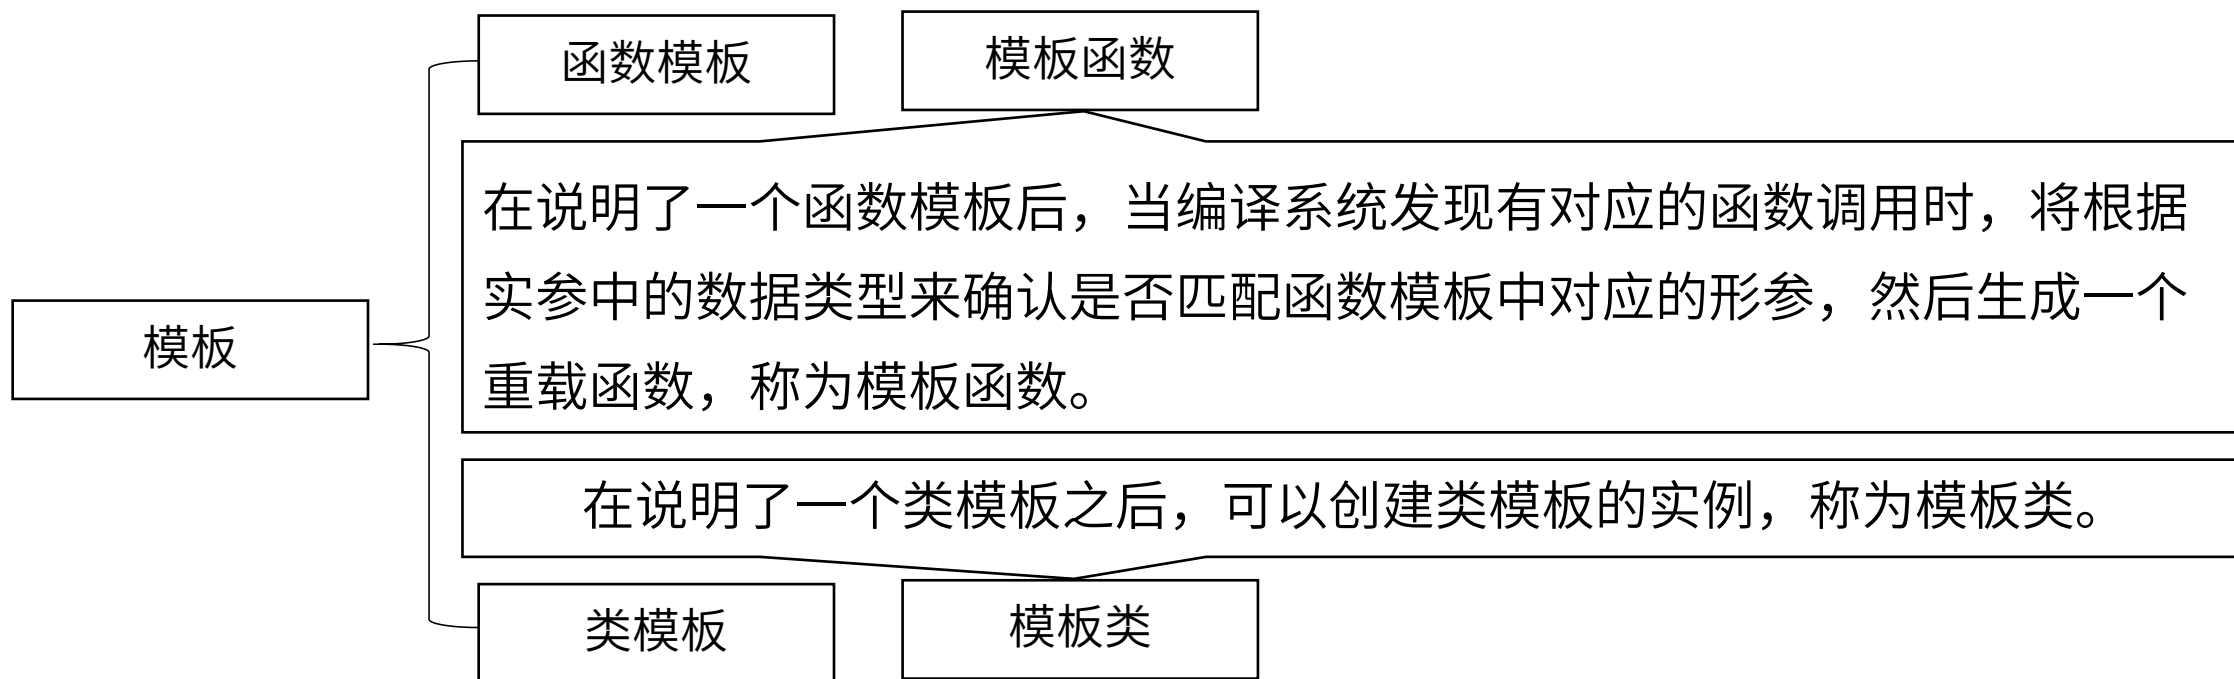 函数模板
模板函数
在说明了一个函数模板后，当编译系统发现有对应的函数调用时，将根据
实参中的数据类型来确认是否匹配函数模板中对应的形参，然后生成一个
重载函数，称为模板函数。
模板
在说明了一个类模板之后，可以创建类模板的实例，称为模板类。
类模板
模板类